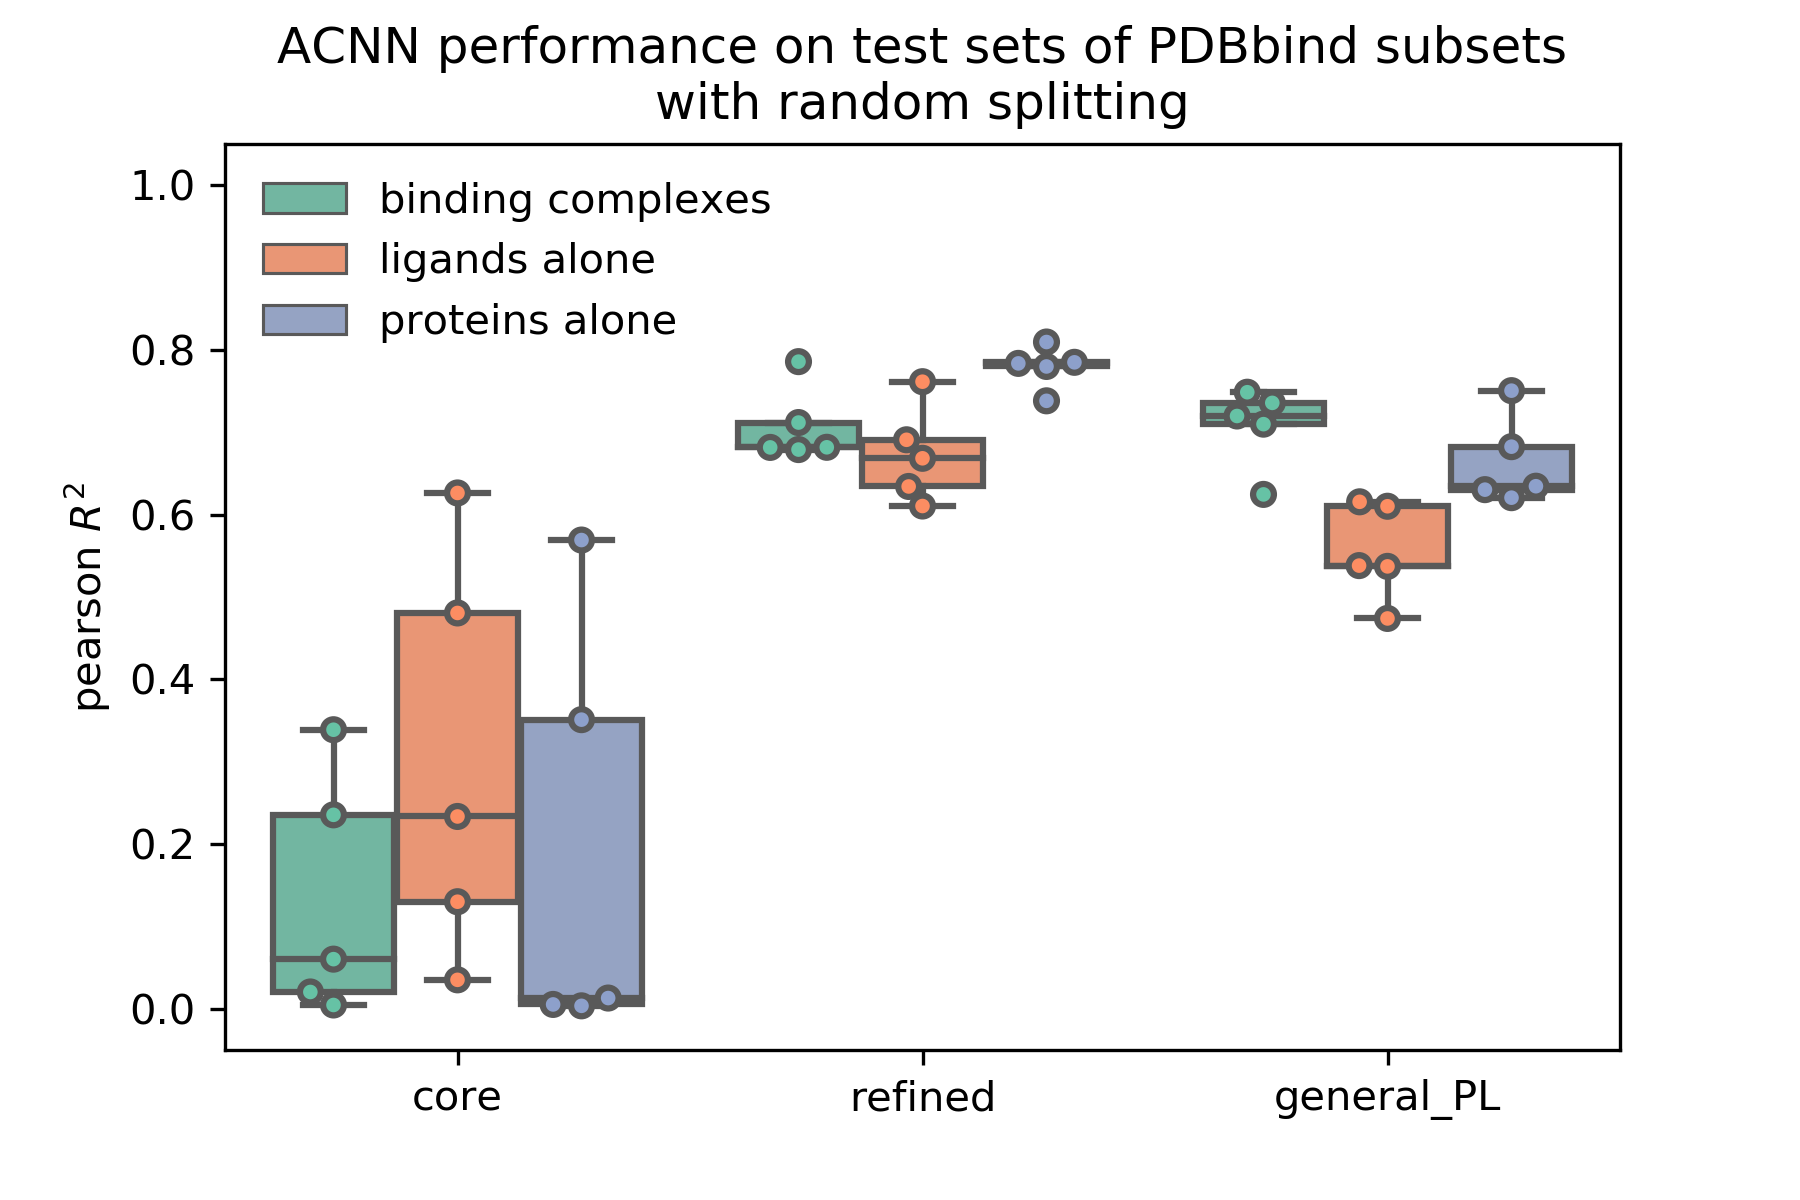 ACNN performance on test sets of PDBbind subsets
with random splitting
binding complexes
ligands alone
proteins alone
pearson R²
1.0
0.8
0.6
0.4
0.2
0.0
core
refined
general_PL